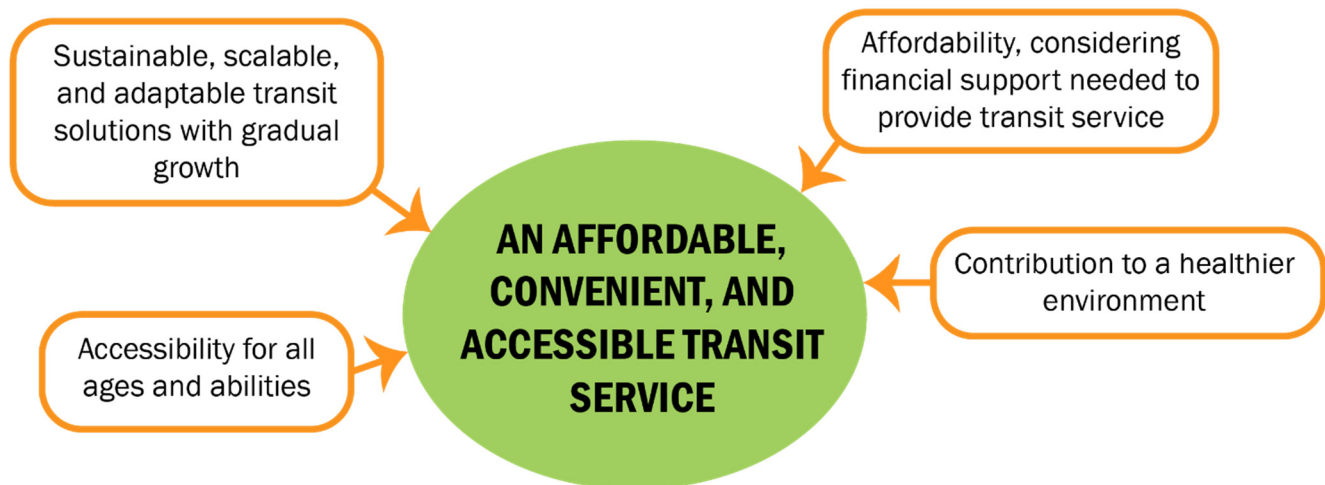 Sustainable, scalable,
and adaptable transit
solutions with gradual
growth
Affordability, considering
financial support needed to
provide transit service
AN AFFORDABLE,
CONVENIENT, AND
ACCESSIBLE TRANSIT
SERVICE
Contribution to a healthier
environment
Accessibility for all
ages and abilities